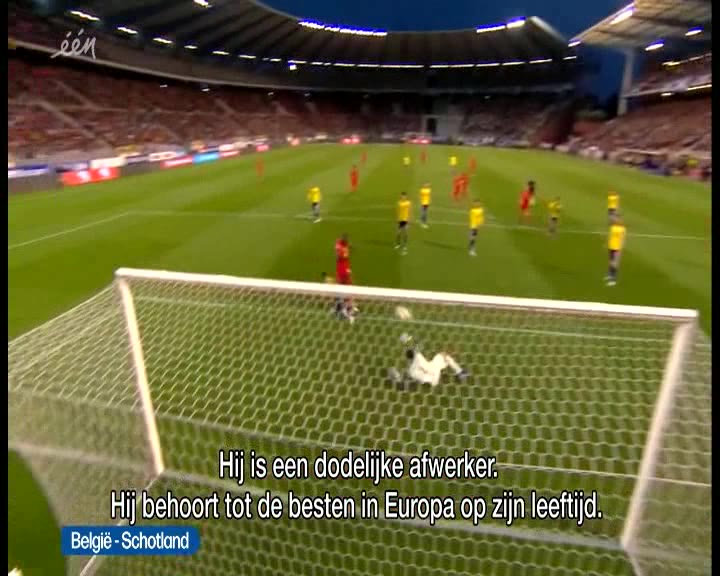 één
Hij is een dodelijke afwerker.
Hij behoort tot de besten in Europa op zijn leeftijd.
België - Schotland